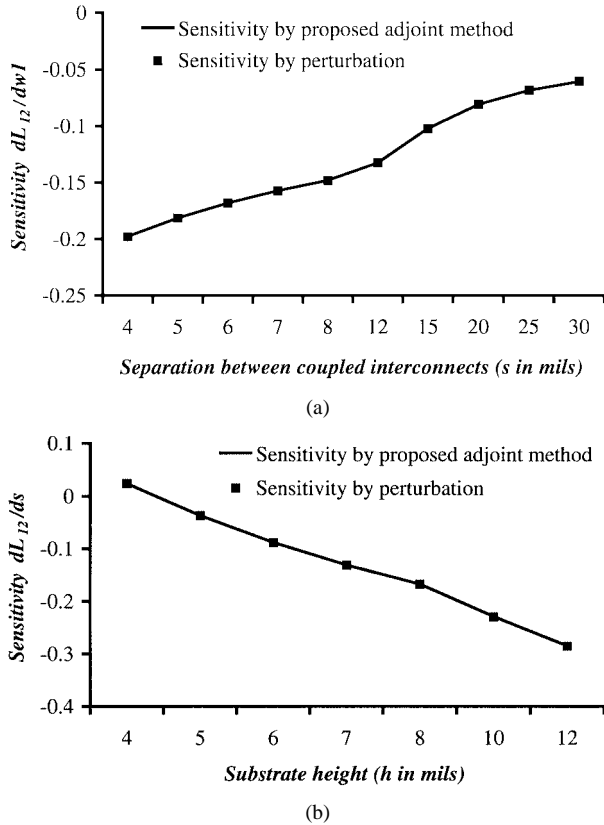 0
Sensitivity by proposed adjoint method
-0.05
Sensitivity by perturbation
-0.1
-0.15
-0.2
-0.25
Sensitivity dL12/dw1
4 5 6 7 8 12 15 20 25 30
Separation between coupled interconnects (s in mils)
(a)
0.1
Sensitivity by proposed adjoint method
0
Sensitivity by perturbation
-0.1
-0.2
-0.3
-0.4
Sensitivity dL12/ds
4 5 6 7 8 10 12
Substrate height (h in mils)
(b)